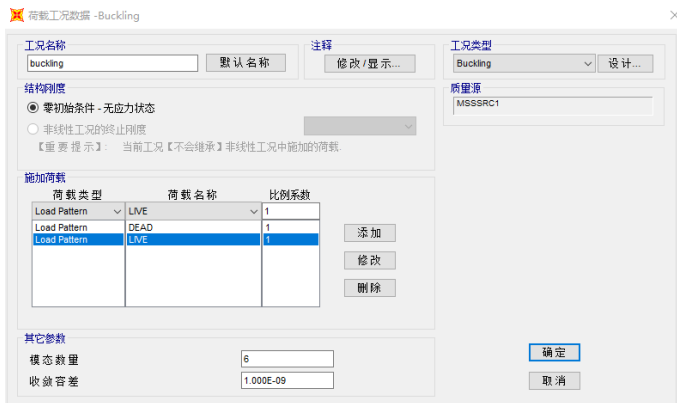 荷载工况数据 -Buckling
工况名称
buckling
默认名称
注释
修改/显示...
工况类型
Buckling
设计...
结构刚度
零初始条件 - 无应力状态
非线性工况的终止刚度
【重要提示】: 当前工况【不会继承】非线性工况中施加的荷载.
质量源
MSSSRC1
施加荷载
荷载类型 荷载名称 比例系数
Load Pattern LIVE 1
Load Pattern DEAD 1
Load Pattern LIVE 1
添加
修改
删除
其它参数
模态数量 6
收敛容差 1.000E-09
确定
取消